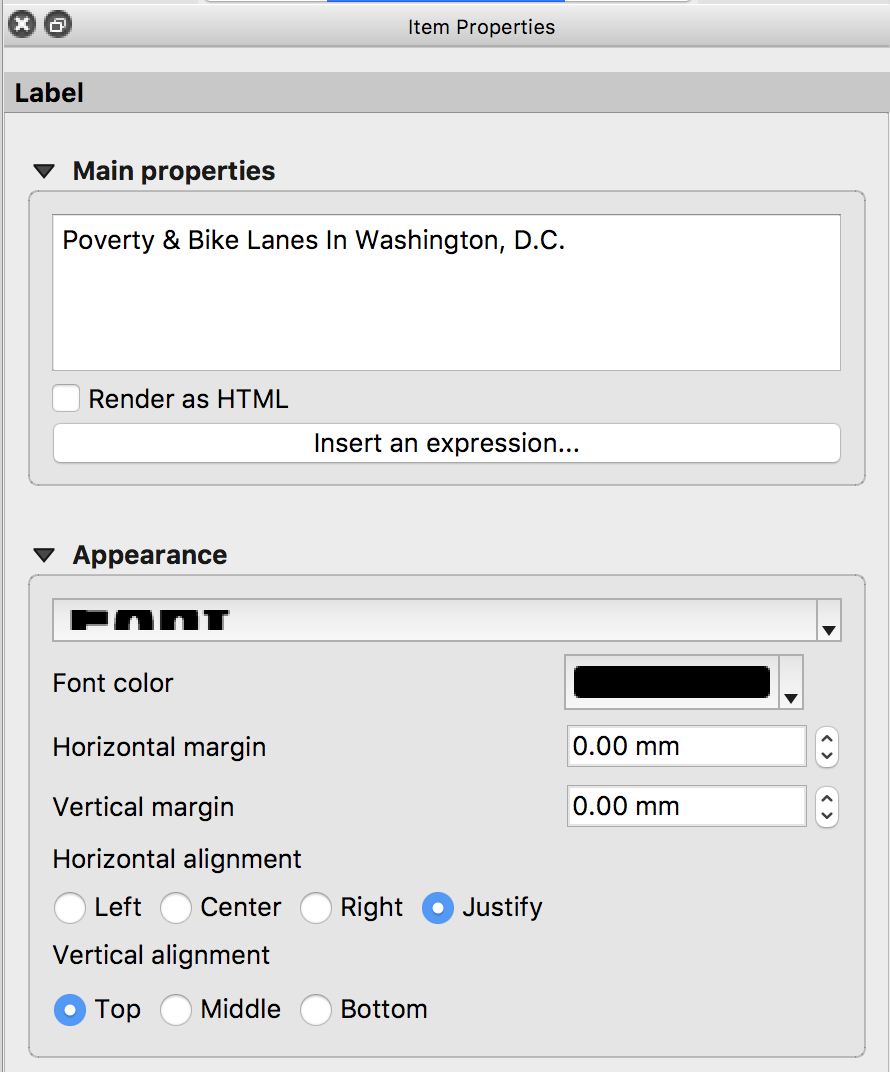 Item Properties
Label
Main properties
Poverty & Bike Lanes In Washington, D.C.
Render as HTML
Insert an expression...
Appearance
Font
Font color
Horizontal margin
0.00 mm
Vertical margin
0.00 mm
Horizontal alignment
Left Center Right Justify
Vertical alignment
Top Middle Bottom